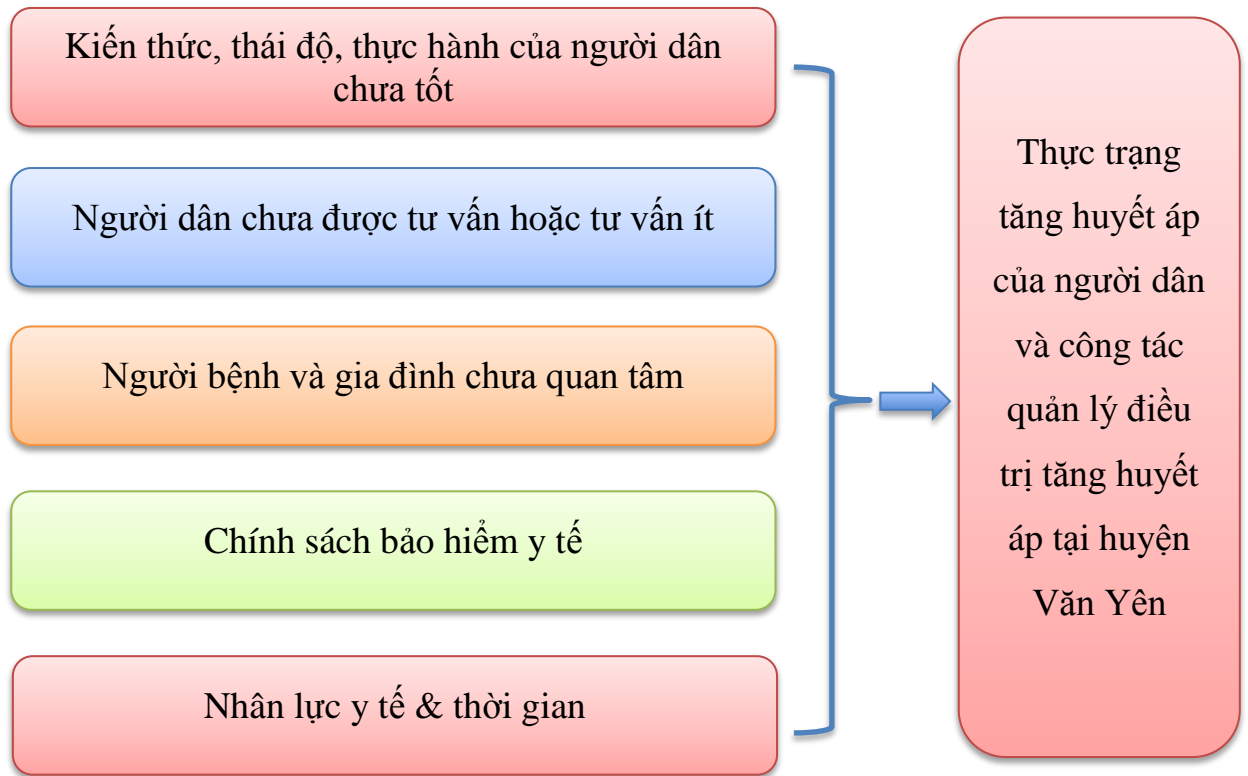 Kiến thức, thái độ, thực hành của người dân
chưa tốt
Người dân chưa được tư vấn hoặc tư vấn ít
Người bệnh và gia đình chưa quan tâm
Chính sách bảo hiểm y tế
Nhân lực y tế & thời gian
Thực trạng
tăng huyết áp
của người dân
và công tác
quản lý điều
trị tăng huyết
áp tại huyện
Văn Yên